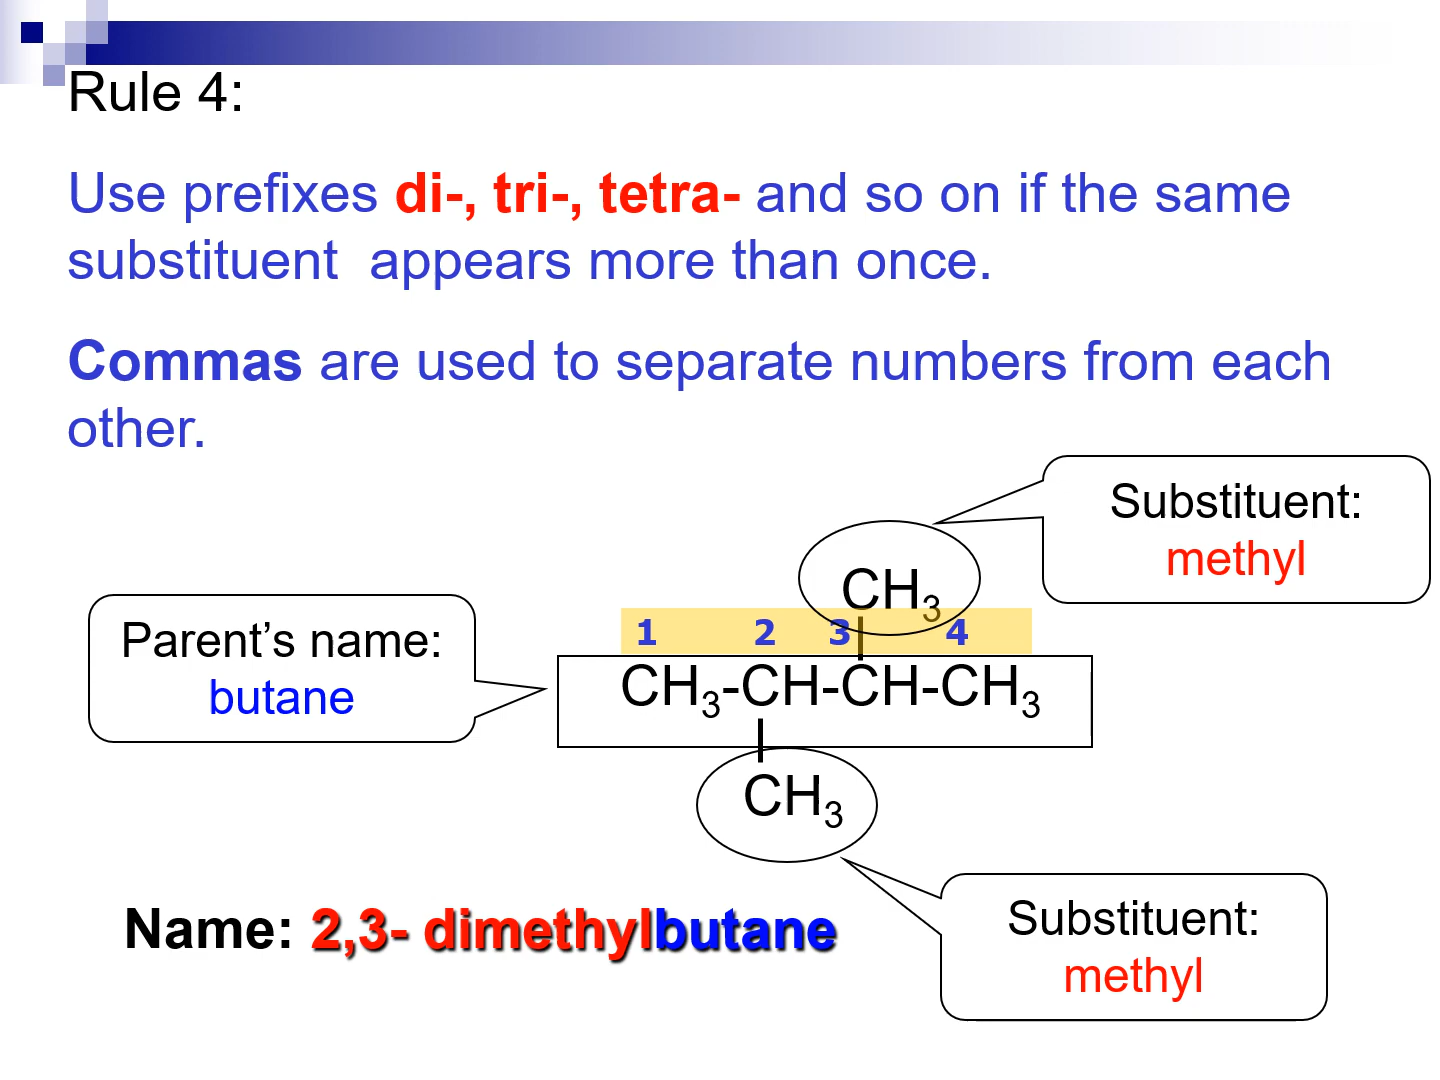 Rule 4:
Use prefixes di-, tri-, tetra- and so on if the same
substituent appears more than once.
Commas are used to separate numbers from each
other.
Substituent:
methyl
CH3
Parent’s name:
butane
1 2 3 4
CH3-CH-CH-CH3
CH3
Name: 2,3- dimethylbutane
Substituent:
methyl